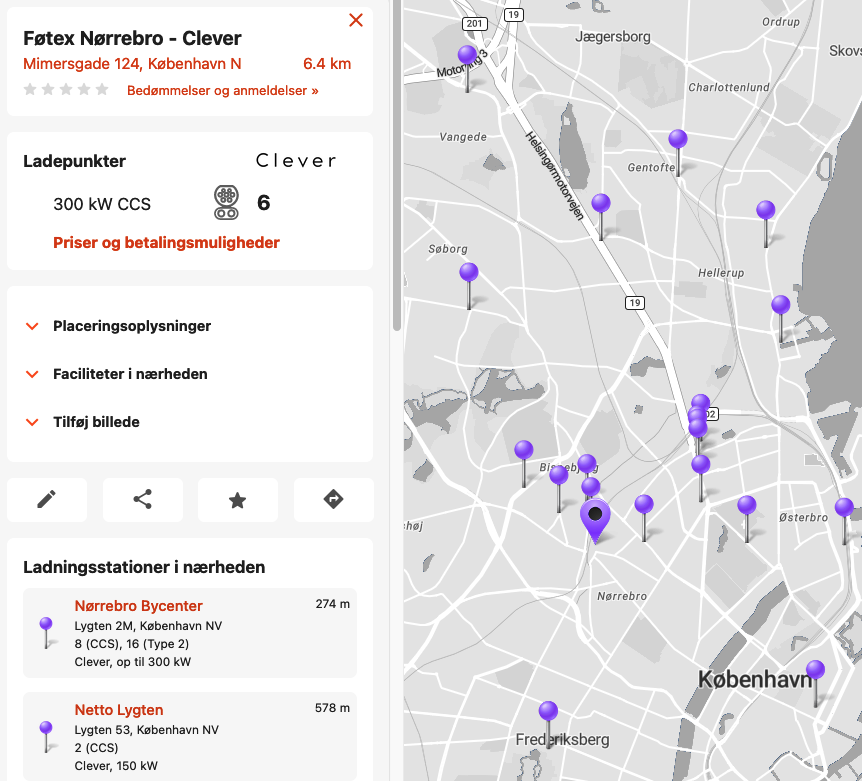 Føtex Nørrebro - Clever
Mimersgade 124, København N 6.4 km
Bedømmelser og anmeldelser »
Ladepunkter Clever
300 kW CCS 6
Priser og betalingsmuligheder
Placeringsoplysninger
Faciliteter i nærheden
Tilføj billede
Ladningsstationer i nærheden
Nørrebro Bycenter 274 m
Lygten 2M, København NV
8 (CCS), 16 (Type 2)
Clever, op til 300 kW
Netto Lygten 578 m
Lygten 53, København NV
2 (CCS)
Clever, 150 kW
19
201
Ordrup
Jægersborg
Skovs
Motorring 3
Charlottenlund
Vangede
Helsingørmotorvejen
Gentofte
Søborg
Hellerup
19
02
Bispebjerg
shøj
Østerbro
Nørrebro
København
Frederiksberg